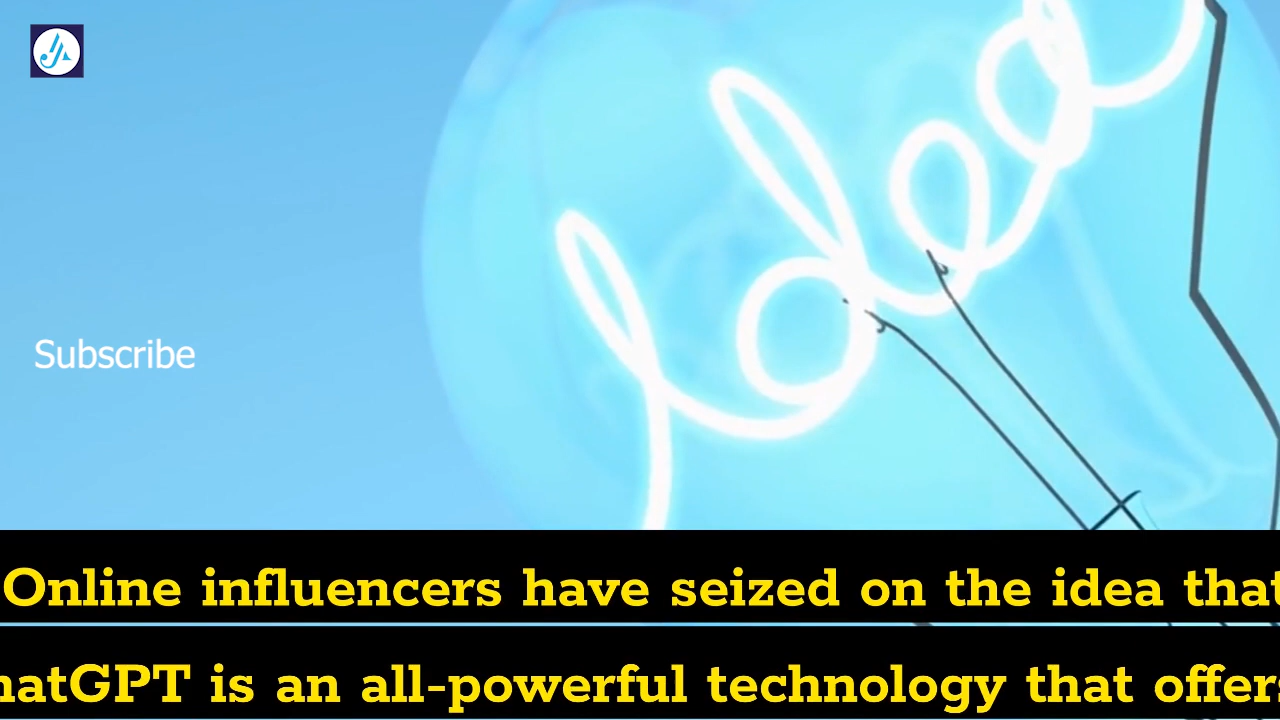 Idea
Subscribe
Online influencers have seized on the idea that
hatGPT is an all-powerful technology that offers